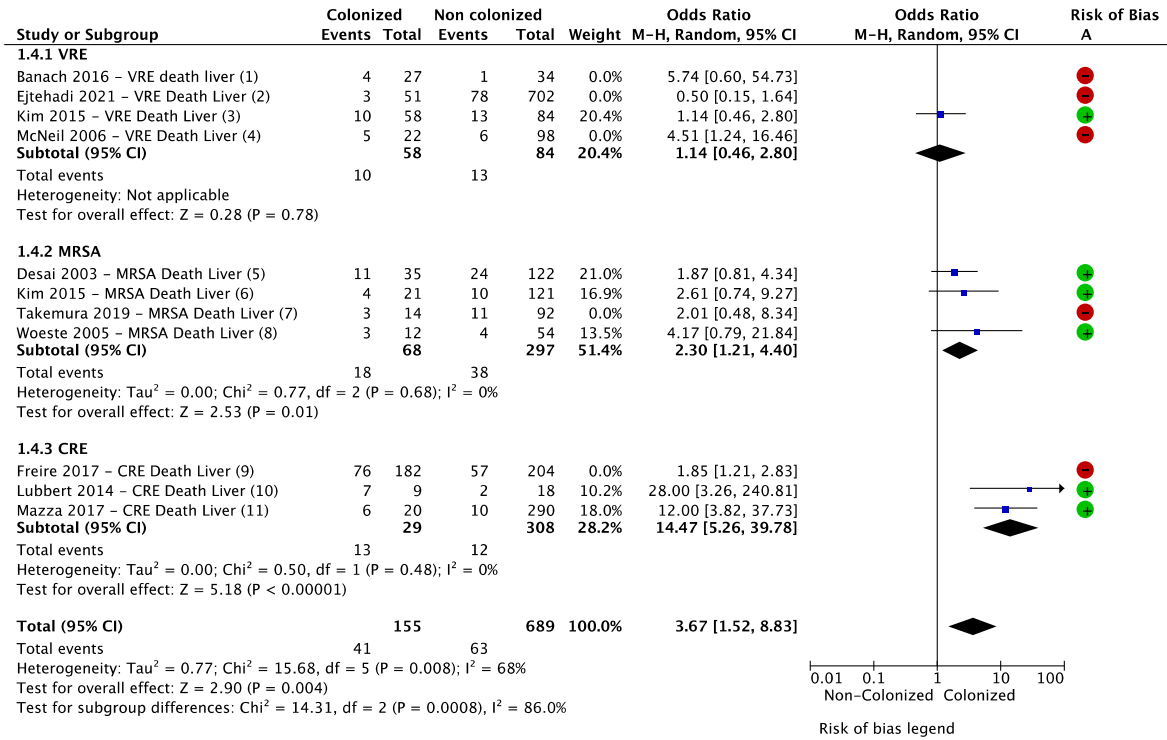 Colonized Non colonized Odds Ratio Odds Ratio Risk of Bias
Study or Subgroup Events Total Events Total Weight M-H, Random, 95% CI M-H, Random, 95% CI A
1.4.1 VRE
Banach 2016 – VRE death liver (1) 4 27 1 34 0.0% 5.74 [0.60, 54.73] –
Ejtehadi 2021 – VRE Death Liver (2) 3 51 78 702 0.0% 0.50 [0.15, 1.64] –
Kim 2015 – VRE Death Liver (3) 10 58 13 84 20.4% 1.14 [0.46, 2.80] +
McNeil 2006 – VRE Death Liver (4) 5 22 6 98 0.0% 4.51 [1.24, 16.46] –
Subtotal (95% CI) 58 84 20.4% 1.14 [0.46, 2.80]
Total events 10 13
Heterogeneity: Not applicable
Test for overall effect: Z = 0.28 (P = 0.78)
1.4.2 MRSA
Desai 2003 – MRSA Death Liver (5) 11 35 24 122 21.0% 1.87 [0.81, 4.34] +
Kim 2015 – MRSA Death Liver (6) 4 21 10 121 16.9% 2.61 [0.74, 9.27] +
Takemura 2019 – MRSA Death Liver (7) 3 14 11 92 0.0% 2.01 [0.48, 8.34] –
Woeste 2005 – MRSA Death Liver (8) 3 12 4 54 13.5% 4.17 [0.79, 21.84] +
Subtotal (95% CI) 68 297 51.4% 2.30 [1.21, 4.40]
Total events 18 38
Heterogeneity: Tau² = 0.00; Chi² = 0.77, df = 2 (P = 0.68); I² = 0%
Test for overall effect: Z = 2.53 (P = 0.01)
1.4.3 CRE
Freire 2017 – CRE Death Liver (9) 76 182 57 204 0.0% 1.85 [1.21, 2.83] –
Lubbert 2014 – CRE Death Liver (10) 7 9 2 18 10.2% 28.00 [3.26, 240.81] +
Mazza 2017 – CRE Death Liver (11) 6 20 10 290 18.0% 12.00 [3.82, 37.73] +
Subtotal (95% CI) 29 308 28.2% 14.47 [5.26, 39.78]
Total events 13 12
Heterogeneity: Tau² = 0.00; Chi² = 0.50, df = 1 (P = 0.48); I² = 0%
Test for overall effect: Z = 5.18 (P < 0.00001)
Total (95% CI) 155 689 100.0% 3.67 [1.52, 8.83]
Total events 41 63
Heterogeneity: Tau² = 0.77; Chi² = 15.68, df = 5 (P = 0.008); I² = 68%
Test for overall effect: Z = 2.90 (P = 0.004)
Test for subgroup differences: Chi² = 14.31, df = 2 (P = 0.0008), I² = 86.0%
0.01 0.1 1 10 100
Non-Colonized Colonized
Risk of bias legend